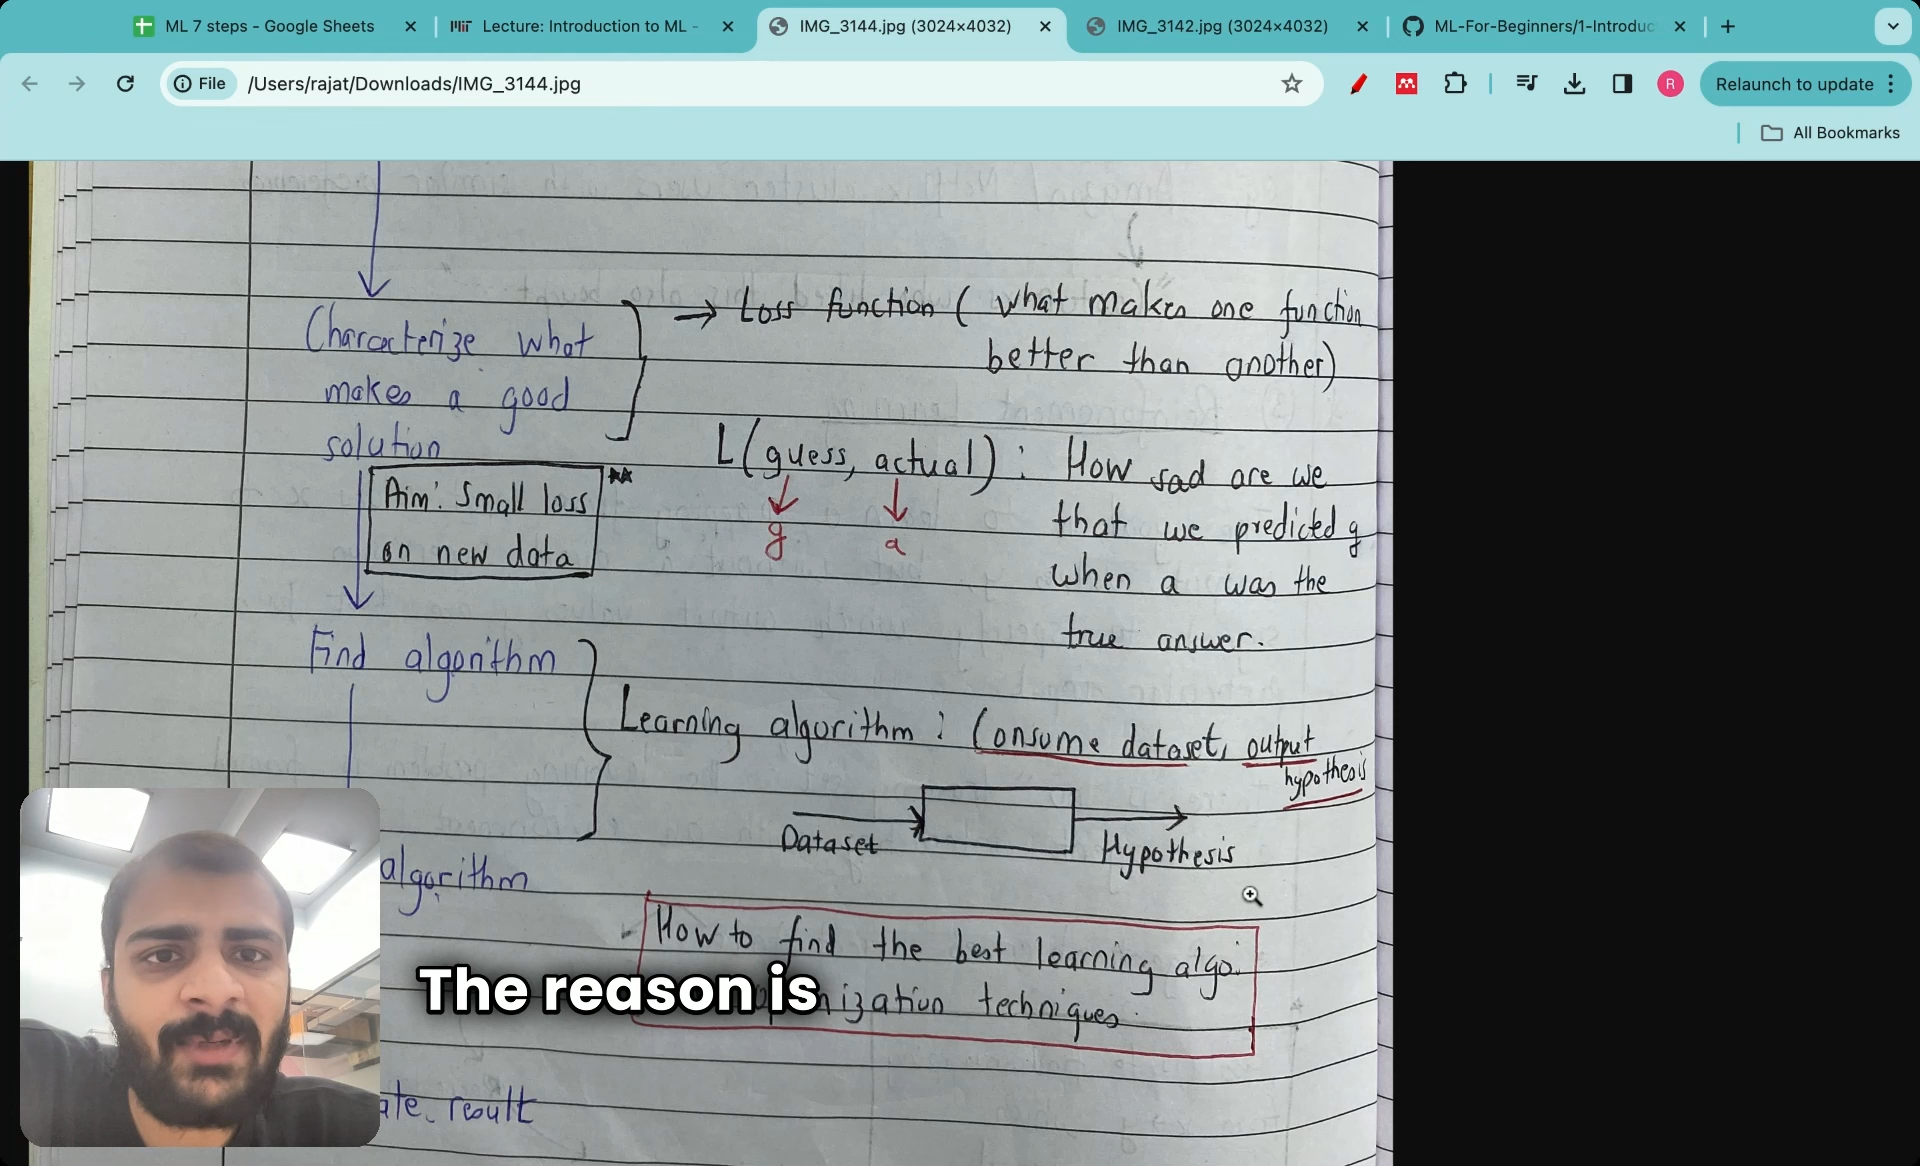 ML 7 steps - Google Sheets
Lecture: Introduction to ML -
IMG_3144.jpg (3024×4032)
IMG_3142.jpg (3024×4032)
ML-For-Beginners/1-Introduc
File
/Users/rajat/Downloads/IMG_3144.jpg
R
Relaunch to update
All Bookmarks
→ Loss function ( what makes one function
better than another)
Characterize what
makes a good
solution
L(guess, actual) : How sad are we
that we predicted g
when a was the
true answer.
g
a
Aim: Small loss
on new data
Find algorithm
Learning algorithm : Consume dataset, output
hypothesis
Dataset
Hypothesis
algorithm
How to find the best learning algo.
techniques
The reason is
result